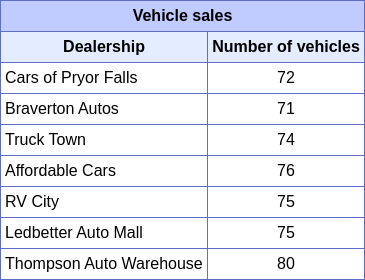 Vehicle sales
Dealership Number of vehicles
Cars of Pryor Falls 72
Braverton Autos 71
Truck Town 74
Affordable Cars 76
RV City 75
Ledbetter Auto Mall 75
Thompson Auto Warehouse 80